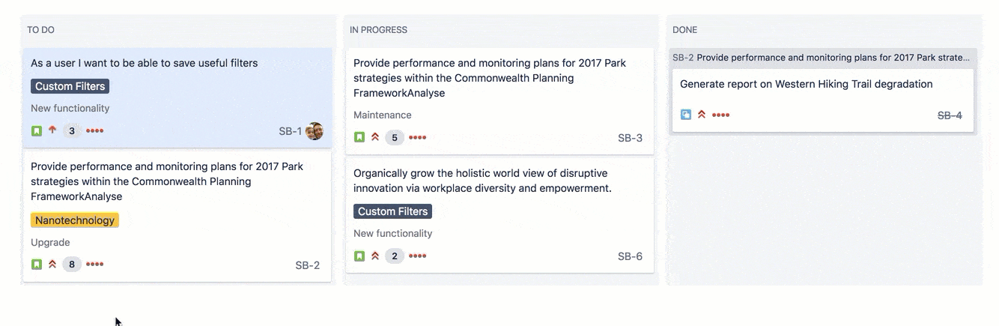 TO DO
As a user I want to be able to save useful filters
Custom Filters
New functionality
3
SB-1
Provide performance and monitoring plans for 2017 Park
strategies within the Commonwealth Planning
FrameworkAnalyse
Nanotechnology
Upgrade
8
SB-2
IN PROGRESS
Provide performance and monitoring plans for 2017 Park
strategies within the Commonwealth Planning
FrameworkAnalyse
Maintenance
5
SB-3
Organically grow the holistic world view of disruptive
innovation via workplace diversity and empowerment.
Custom Filters
New functionality
2
SB-6
DONE
SB-2 Provide performance and monitoring plans for 2017 Park strate...
Generate report on Western Hiking Trail degradation
SB-4